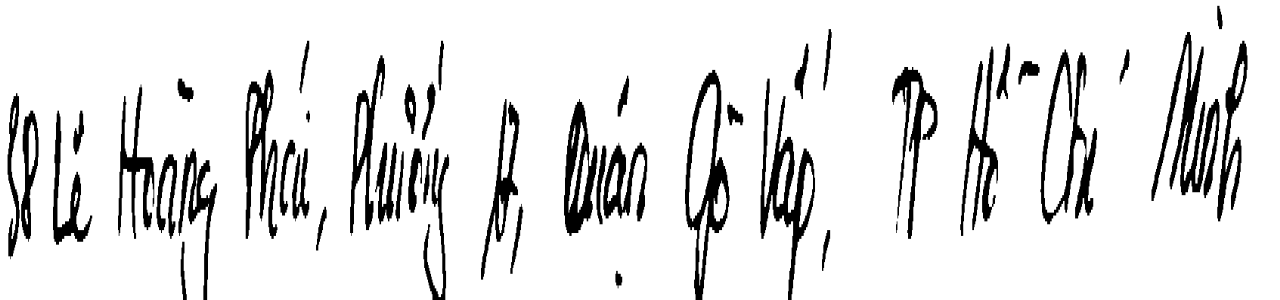 58 Lê Hoàng Phái, Phường 17, Quận Gò Vấp, TP Hồ Chí Minh